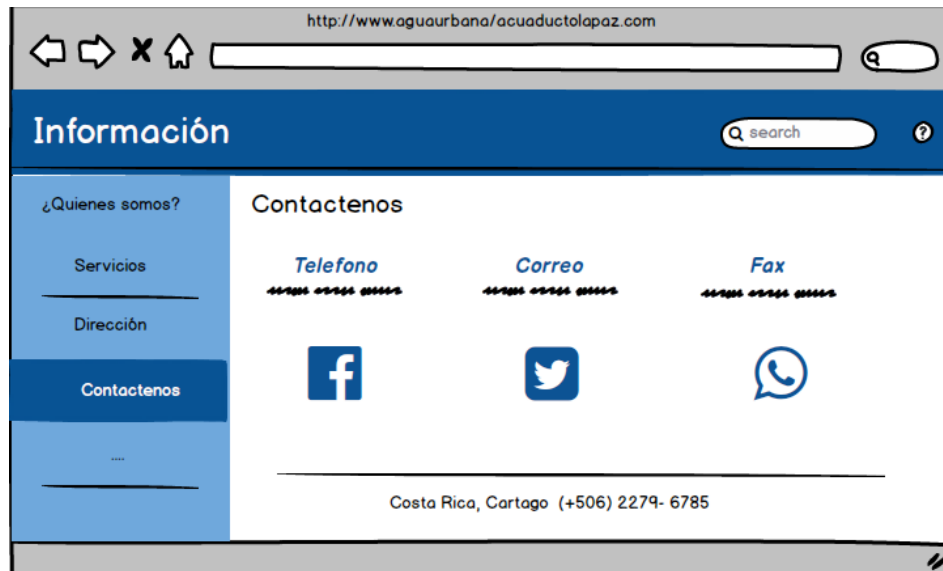 http://www.aguaurbana/acuaductolapaz.com
Información
search
?
¿Quienes somos?
Servicios
Dirección
Contactenos
....
Contactenos
Telefono Correo Fax
Costa Rica, Cartago (+506) 2279- 6785